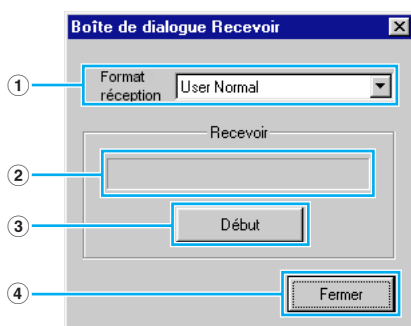 Boîte de dialogue Recevoir
1
Format
réception
User Normal
Recevoir
2
3
Début
4
Fermer